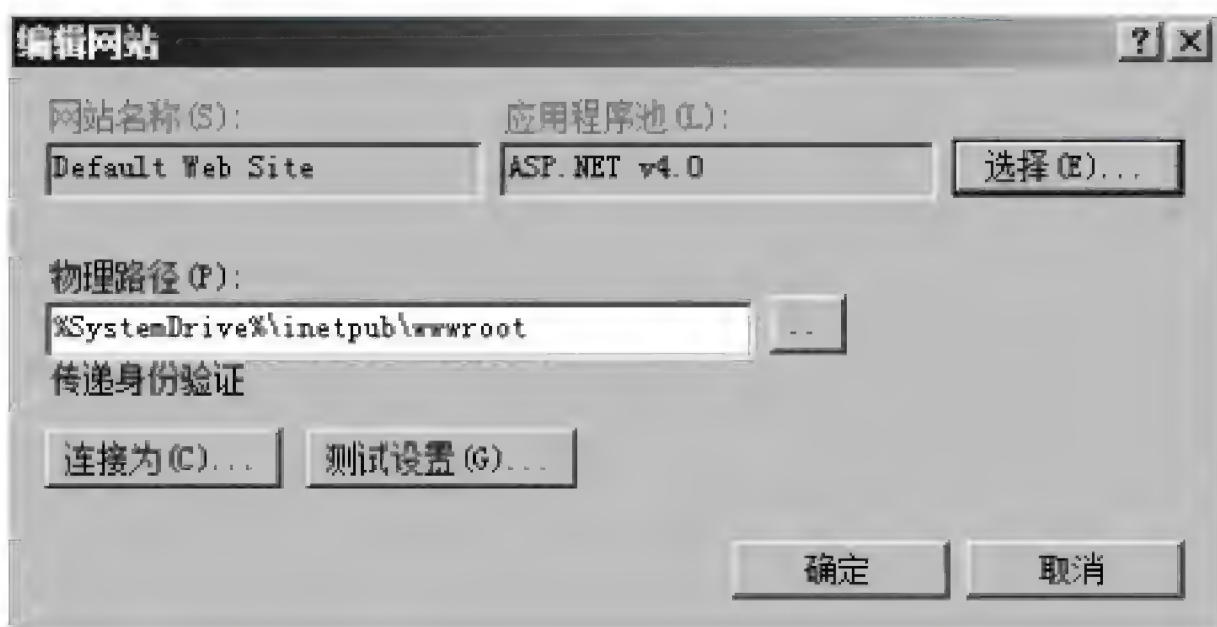 编辑网站
网站名称(S): 应用程序池(L):
Default Web Site ASP.NET v4.0 选择(E)...
物理路径(P):
%SystemDrive%\inetpub\wwwroot ..
传递身份验证
连接为(C)... 测试设置(G)...
确定 取消